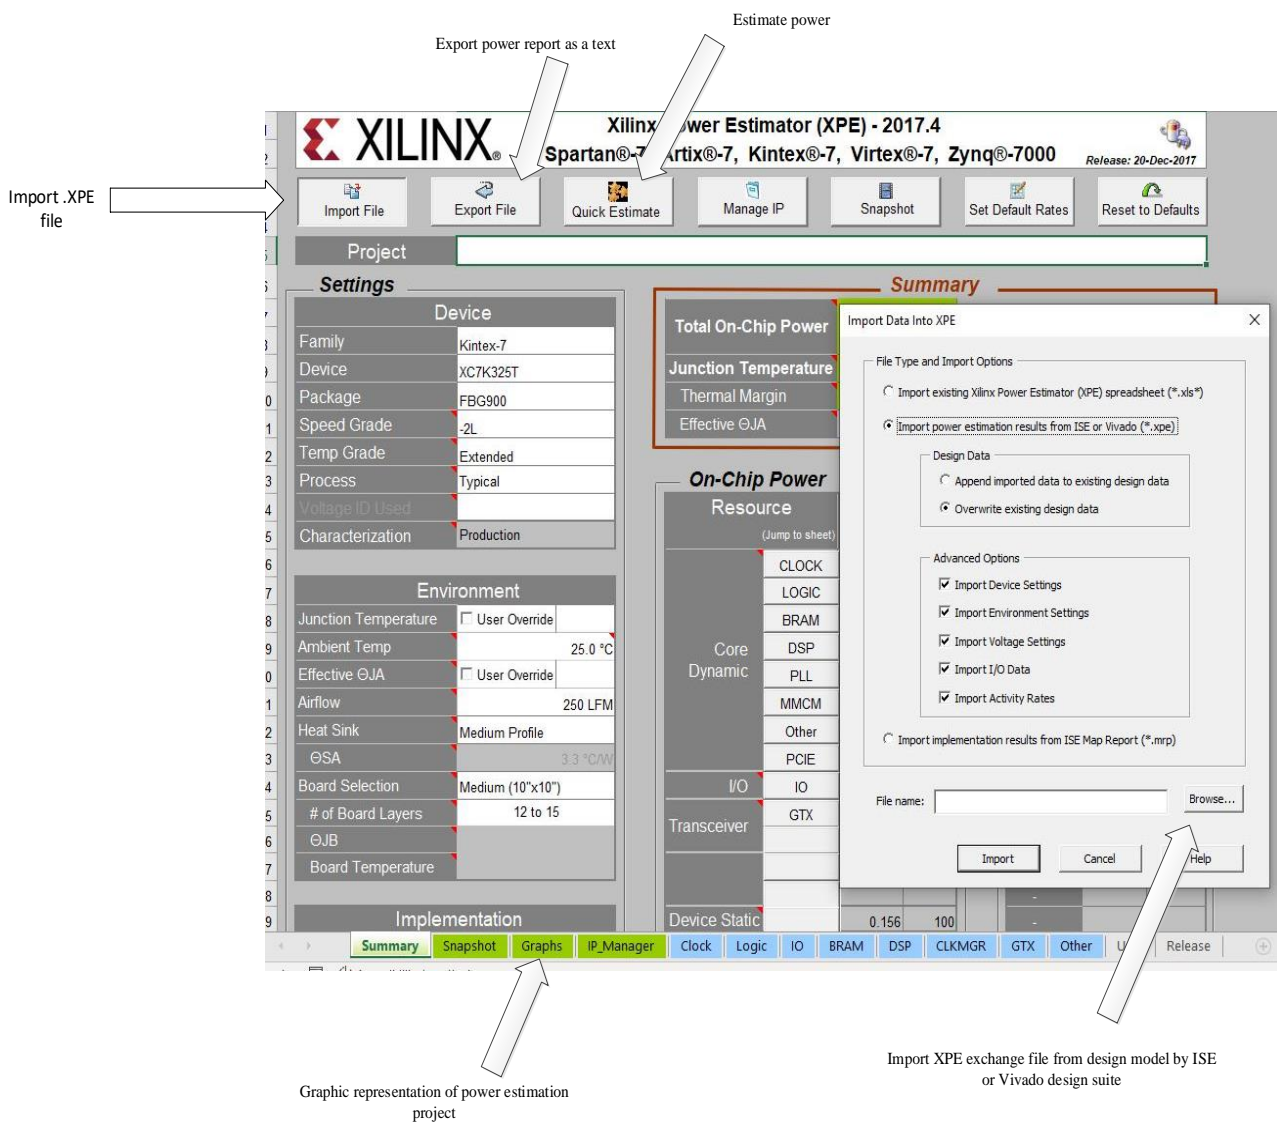 Estimate power
Export power report as a text
Import .XPE
file
XILINX®
Xilinx Power Estimator (XPE) - 2017.4
Spartan®-7, Artix®-7, Kintex®-7, Virtex®-7, Zynq®-7000
Release: 20-Dec-2017
Import File
Export File
Quick Estimate
Manage IP
Snapshot
Set Default Rates
Reset to Defaults
Project
Settings
Device
Family Kintex-7
Device XC7K325T
Package FBG900
Speed Grade -2L
Temp Grade Extended
Process Typical
Voltage ID Used
Characterization Production
Environment
Junction Temperature User Override
Ambient Temp 25.0 °C
Effective ΘJA User Override
Airflow 250 LFM
Heat Sink Medium Profile
ΘSA 3.3 °C/W
Board Selection Medium (10"x10")
# of Board Layers 12 to 15
ΘJB
Board Temperature
Implementation
Summary
Total On-Chip Power
Junction Temperature
Thermal Margin
Effective ΘJA
On-Chip Power
Resource
(Jump to sheet)
Core
Dynamic
CLOCK
LOGIC
BRAM
DSP
PLL
MMCM
Other
PCIE
I/O IO
Transceiver GTX
Device Static 0.156 100 -
Import Data Into XPE X
File Type and Import Options
Import existing Xilinx Power Estimator (XPE) spreadsheet (*.xls*)
Import power estimation results from ISE or Vivado (*.xpe)
Design Data
Append imported data to existing design data
Overwrite existing design data
Advanced Options
Import Device Settings
Import Environment Settings
Import Voltage Settings
Import I/O Data
Import Activity Rates
Import implementation results from ISE Map Report (*.mrp)
File name: Browse...
Import Cancel Help
Summary Snapshot Graphs IP_Manager Clock Logic IO BRAM DSP CLKMGR GTX Other Release
Import XPE exchange file from design model by ISE
or Vivado design suite
Graphic representation of power estimation
project